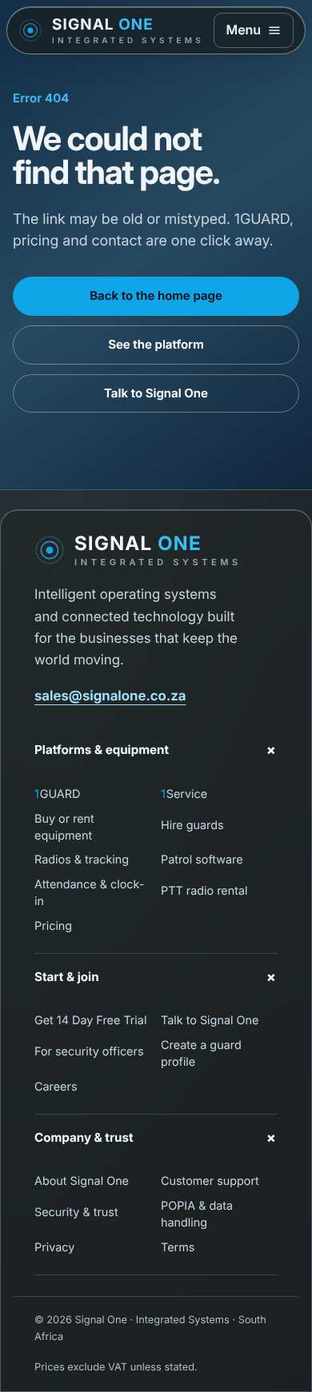 SIGNAL ONE
INTEGRATED SYSTEMS
Menu
Error 404
We could not
find that page.
The link may be old or mistyped. 1GUARD,
pricing and contact are one click away.
Back to the home page
See the platform
Talk to Signal One
SIGNAL ONE
INTEGRATED SYSTEMS
Intelligent operating systems
and connected technology built
for the businesses that keep the
world moving.
sales@signalone.co.za
Platforms & equipment ×
1GUARD
1Service
Buy or rent
equipment
Hire guards
Radios & tracking
Patrol software
Attendance & clock-
in
PTT radio rental
Pricing
Start & join ×
Get 14 Day Free Trial
Talk to Signal One
For security officers
Create a guard
profile
Careers
Company & trust ×
About Signal One
Customer support
Security & trust
POPIA & data
handling
Privacy
Terms
© 2026 Signal One · Integrated Systems · South
Africa
Prices exclude VAT unless stated.